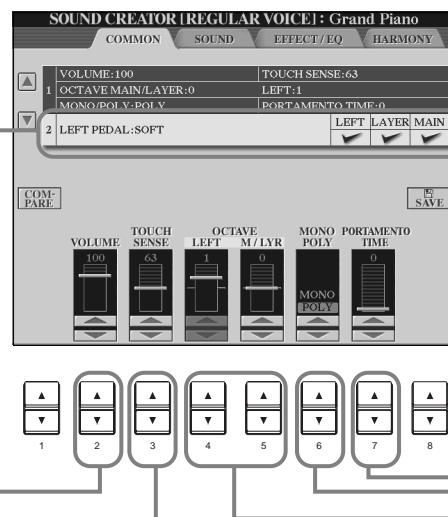 SOUND CREATOR [REGULAR VOICE] : Grand Piano
COMMON SOUND EFFECT / EQ HARMONY
1
VOLUME:100 TOUCH SENSE:63
OCTAVE MAIN/LAYER:0 LEFT:1
MONO/POLY:POLY PORTAMENTO TIME:0
2 LEFT PEDAL:SOFT LEFT LAYER MAIN
COM-
PARE
SAVE
VOLUME TOUCH SENSE OCTAVE LEFT M / LYR MONO POLY PORTAMENTO TIME
100 63 1 0 0
MONO
POLY
1 2 3 4 5 6 7 8